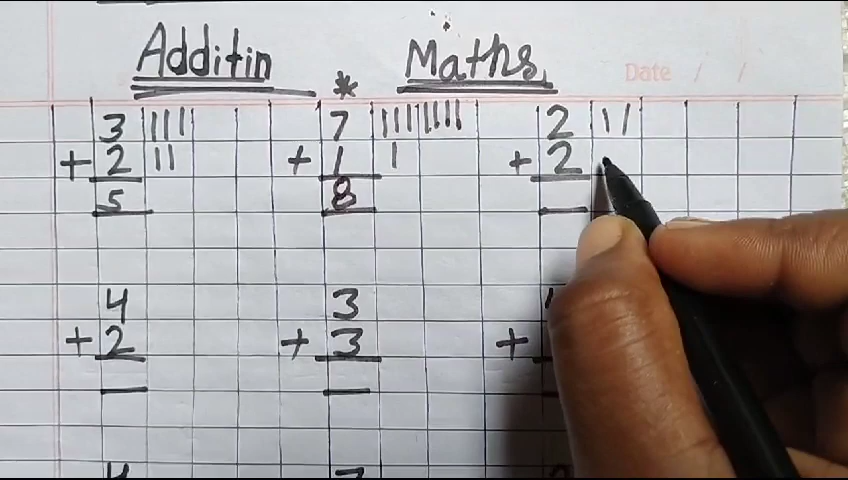 Additin * Maths
Date / /
3 7 2
+ 2 + 1 + 2
5 8
4 3
+ 2 + 3 +